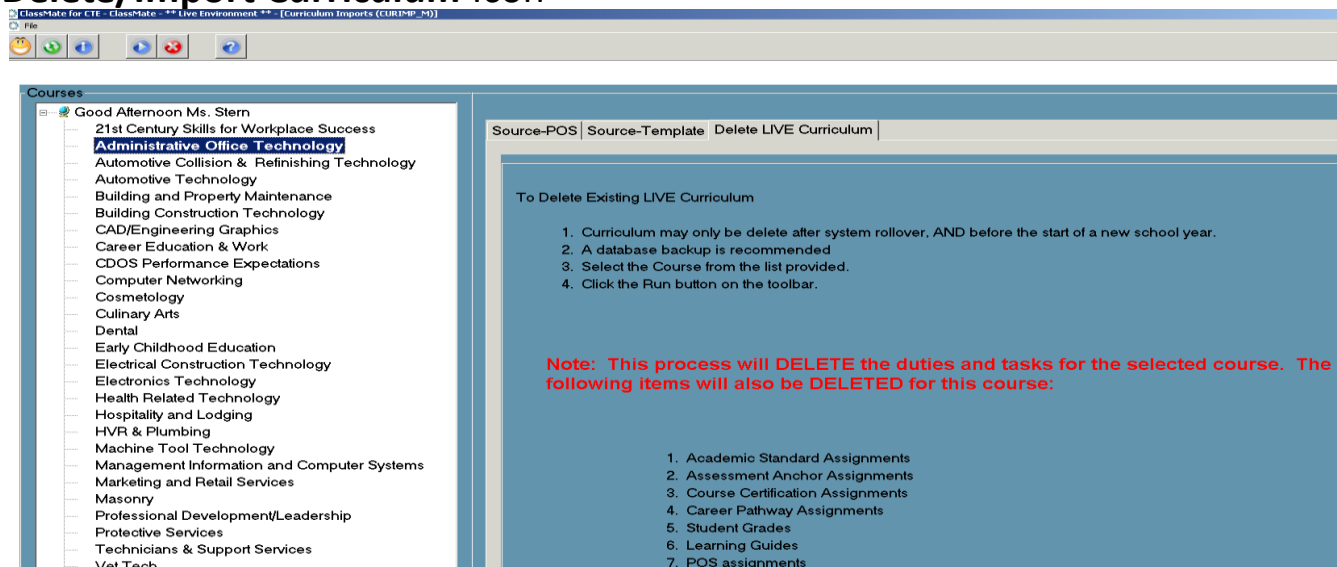 Delete/Import Curriculum icon
ClassMate for CTE - ClassMate - ** Live Environment ** - [Curriculum Imports (CURIMP_M)]
File
Courses
Good Afternoon Ms. Stern
21st Century Skills for Workplace Success
Administrative Office Technology
Automotive Collision & Refinishing Technology
Automotive Technology
Building and Property Maintenance
Building Construction Technology
CAD/Engineering Graphics
Career Education & Work
CDOS Performance Expectations
Computer Networking
Cosmetology
Culinary Arts
Dental
Early Childhood Education
Electrical Construction Technology
Electronics Technology
Health Related Technology
Hospitality and Lodging
HVR & Plumbing
Machine Tool Technology
Management Information and Computer Systems
Marketing and Retail Services
Masonry
Professional Development/Leadership
Protective Services
Technicians & Support Services
Vet Tech
Source-POS Source-Template Delete LIVE Curriculum
To Delete Existing LIVE Curriculum
1. Curriculum may only be delete after system rollover, AND before the start of a new school year.
2. A database backup is recommended
3. Select the Course from the list provided.
4. Click the Run button on the toolbar.
Note: This process will DELETE the duties and tasks for the selected course. The
following items will also be DELETED for this course:
1. Academic Standard Assignments
2. Assessment Anchor Assignments
3. Course Certification Assignments
4. Career Pathway Assignments
5. Student Grades
6. Learning Guides
7. POS assignments